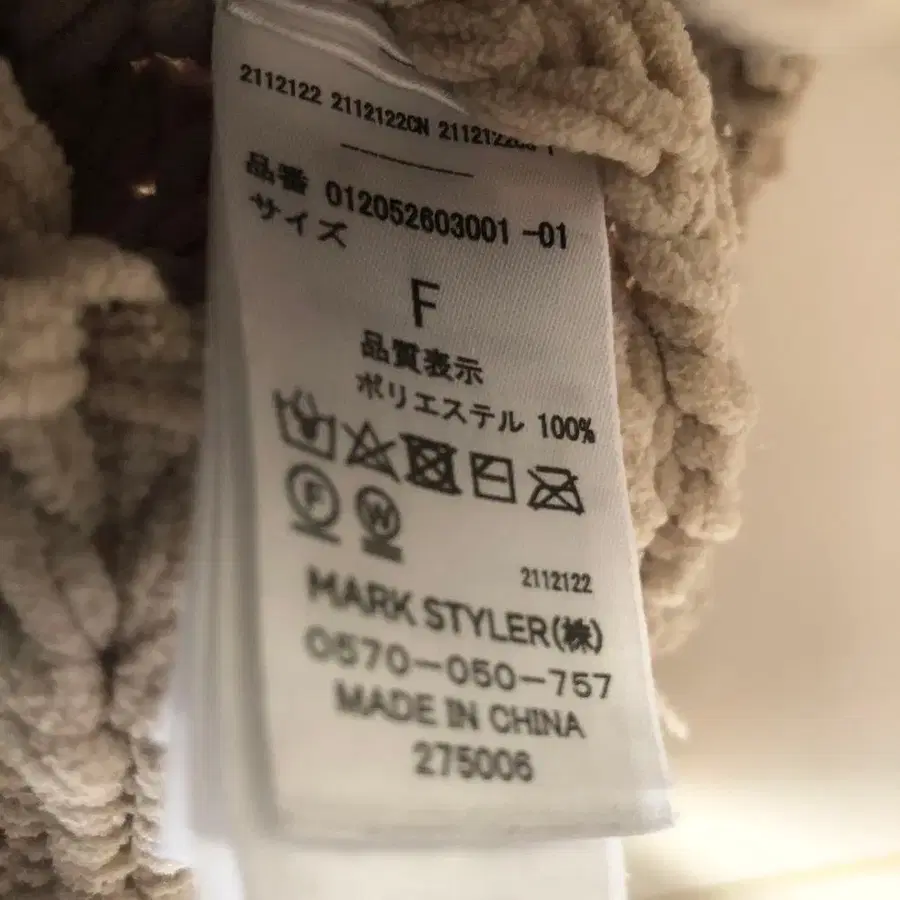 2112122 2112122CN
品番 012052603001 -01
サイズ
F
品質表示
ポリエステル 100%
F W
2112122
MARK STYLER(株)
0570-050-757
MADE IN CHINA
275006